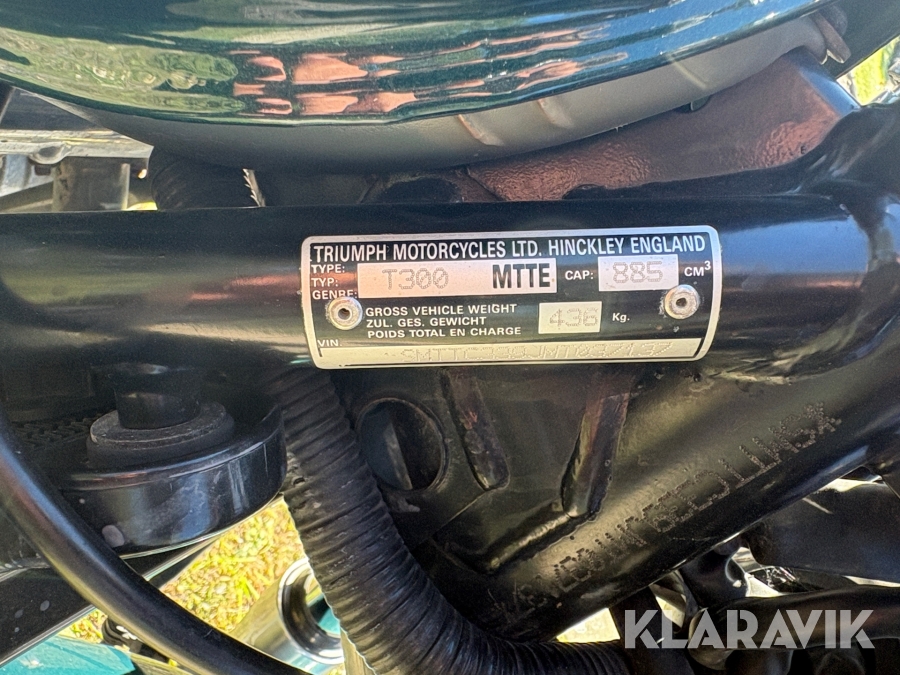 TRIUMPH MOTORCYCLES LTD. HINCKLEY ENGLAND
TYPE:
TYP:
GENRE:
T300 MTTE CAP: 885 CM³
GROSS VEHICLE WEIGHT
ZUL. GES. GEWICHT
POIDS TOTAL EN CHARGE
436 Kg.
VIN.
KLARAVIK